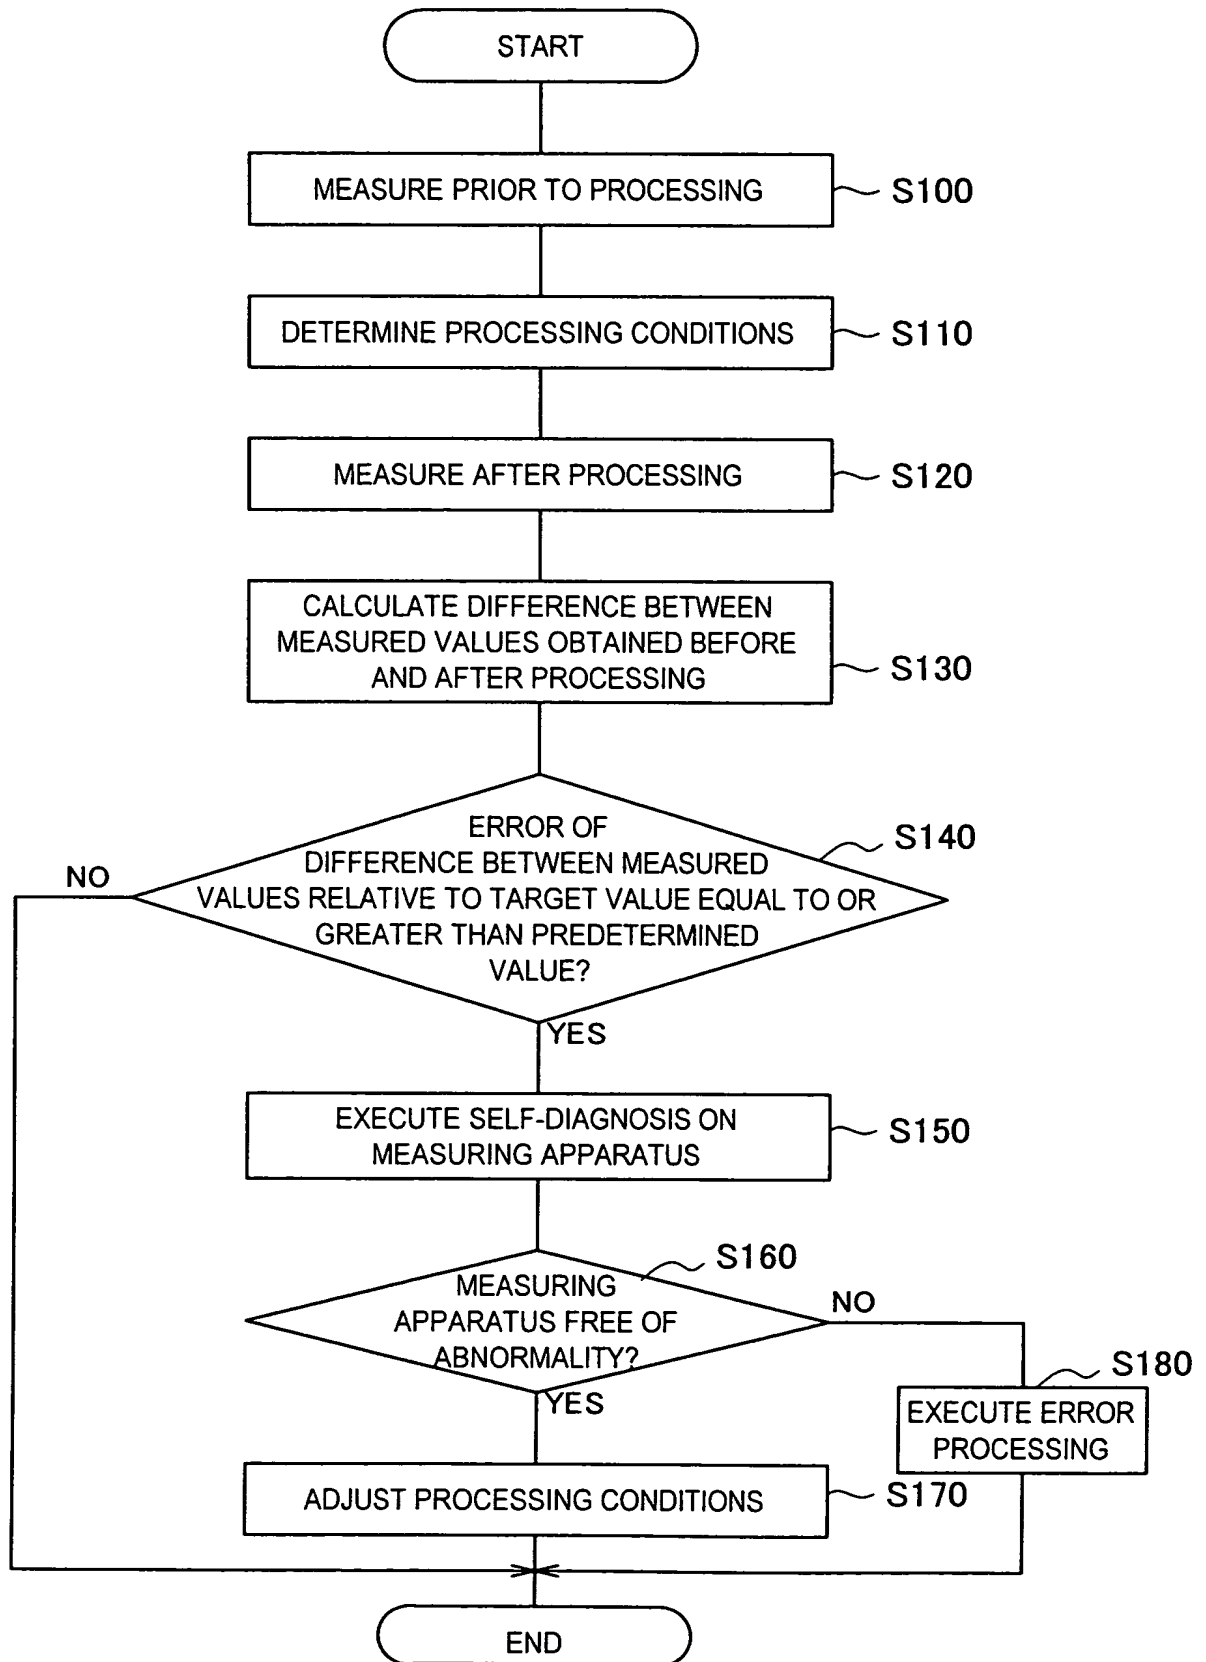 START
MEASURE PRIOR TO PROCESSING
S100
DETERMINE PROCESSING CONDITIONS
S110
MEASURE AFTER PROCESSING
S120
CALCULATE DIFFERENCE BETWEEN
MEASURED VALUES OBTAINED BEFORE
AND AFTER PROCESSING
S130
ERROR OF
DIFFERENCE BETWEEN MEASURED
VALUES RELATIVE TO TARGET VALUE EQUAL TO OR
GREATER THAN PREDETERMINED
VALUE?
S140
NO
YES
EXECUTE SELF-DIAGNOSIS ON
MEASURING APPARATUS
S150
MEASURING
APPARATUS FREE OF
ABNORMALITY?
S160
NO
YES
S180
EXECUTE ERROR
PROCESSING
ADJUST PROCESSING CONDITIONS
S170
END